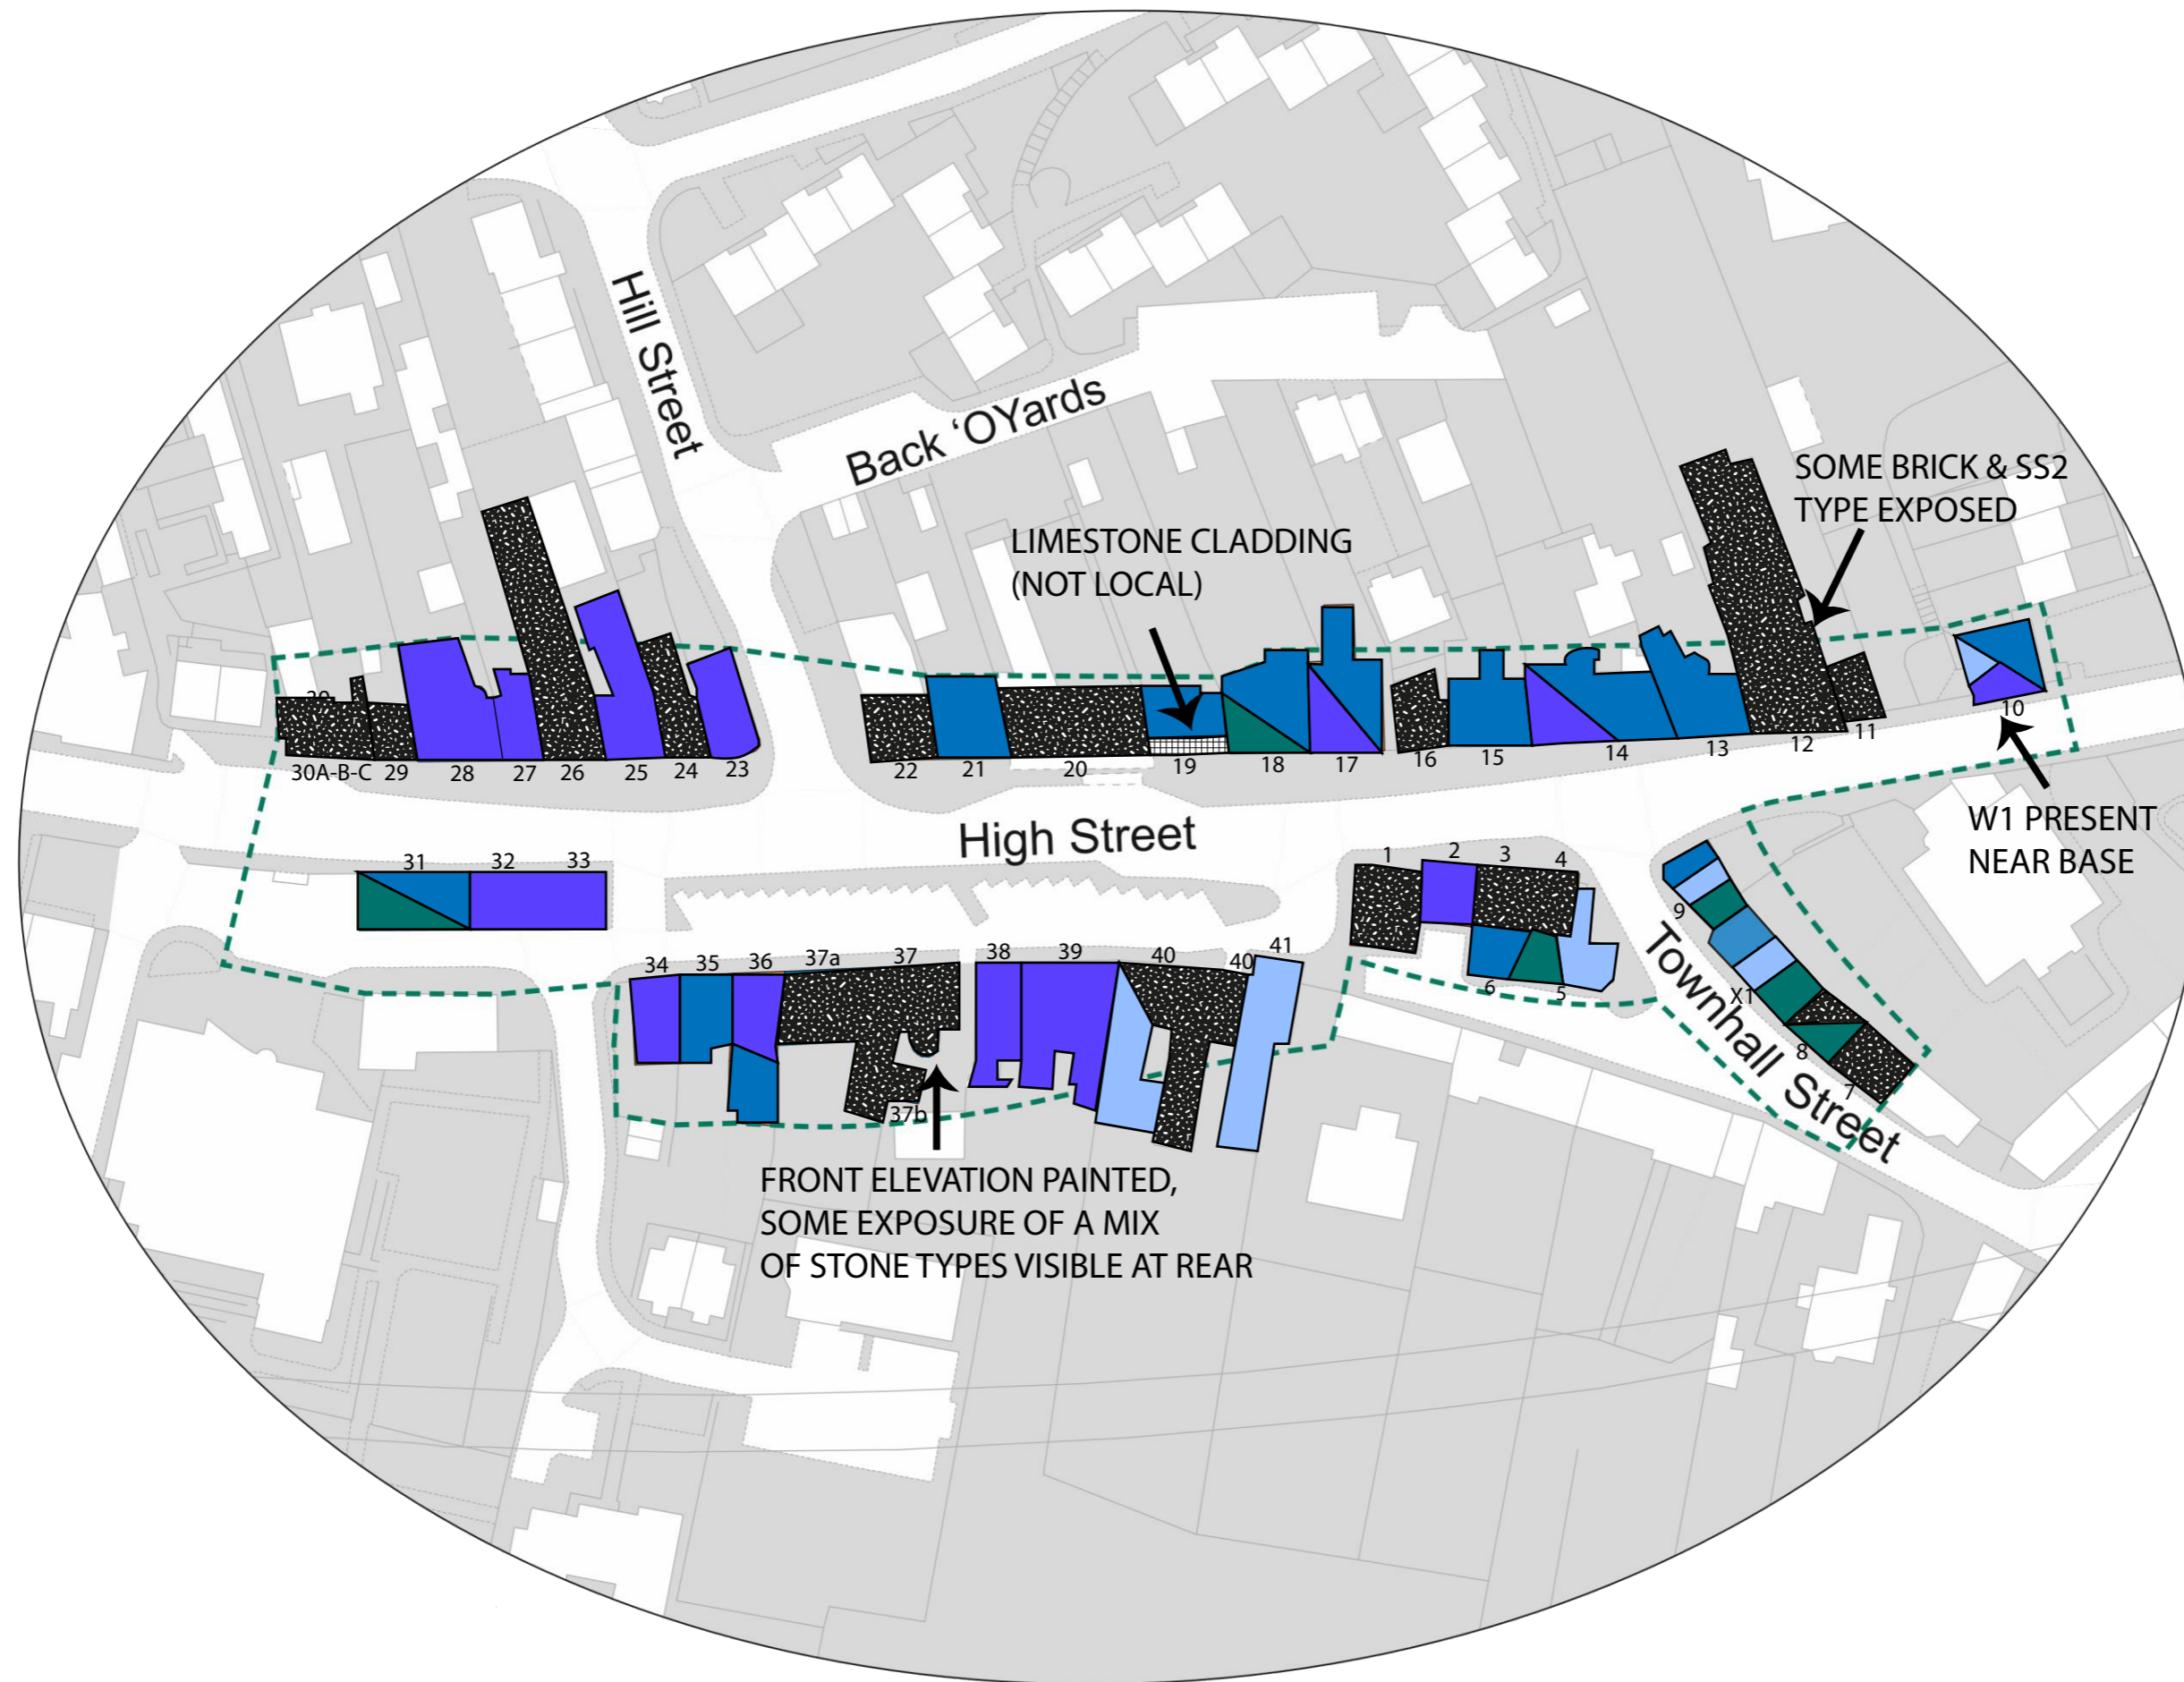 Hill Street
Back ‘OYards
SOME BRICK & SS2
TYPE EXPOSED
LIMESTONE CLADDING
(NOT LOCAL)
30
30A-B-C
29
28
27
26
25
24
23
22
21
20
19
18
17
16
15
14
13
12
11
10
W1 PRESENT
NEAR BASE
High Street
31
32
33
1
2
3
4
5
6
9
X1
8
7
Townhall Street
34
35
36
37a
37
38
39
40
40
41
37b
FRONT ELEVATION PAINTED,
SOME EXPOSURE OF A MIX
OF STONE TYPES VISIBLE AT REAR